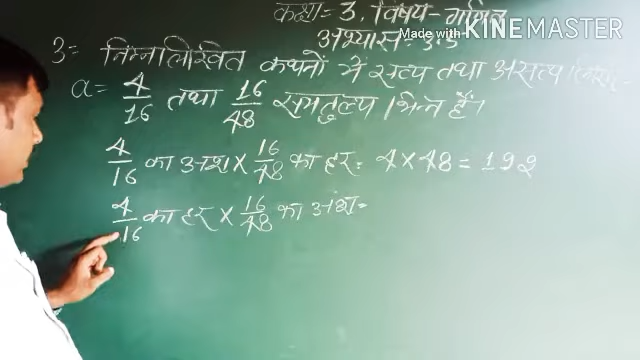 कक्षा = 3, विषय - गणित
अभ्यास = 3.3
Made with KINEMASTER
3 = निम्नलिखित कथनों में सत्य तथा असत्य
a = 4/16 तथा 16/48 समतुल्य भिन्न हैं।
4/16 का अंश × 16/48 का हर = 4 × 48 = 192
4/16 का हर × 16/48 का अंश =